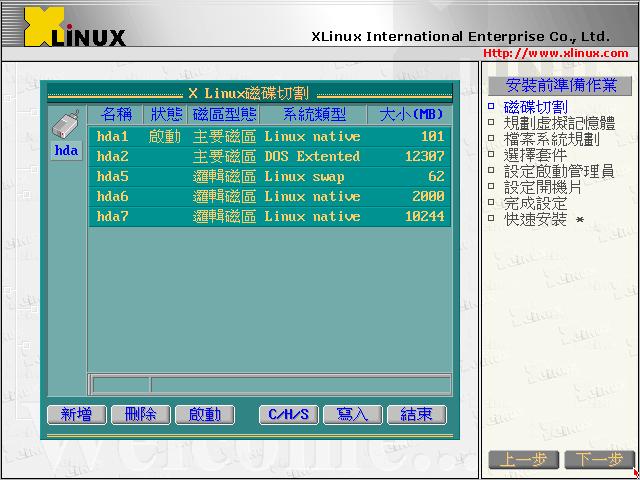 XLINUX
XLinux International Enterprise Co., Ltd.
Http://www.xlinux.com
X Linux磁碟切割
名稱 狀態 磁區型態 系統類型 大小(MB)
hda
hda1 啟動 主要磁區 Linux native 101
hda2 主要磁區 DOS Extented 12307
hda5 邏輯磁區 Linux swap 62
hda6 邏輯磁區 Linux native 2000
hda7 邏輯磁區 Linux native 10244
新增 刪除 啟動 C/H/S 寫入 結束
安裝前準備作業
磁碟切割
規劃虛擬記憶體
檔案系統規劃
選擇套件
設定啟動管理員
設定開機片
完成設定
快速安裝 *
welcome...
上一步 下一步